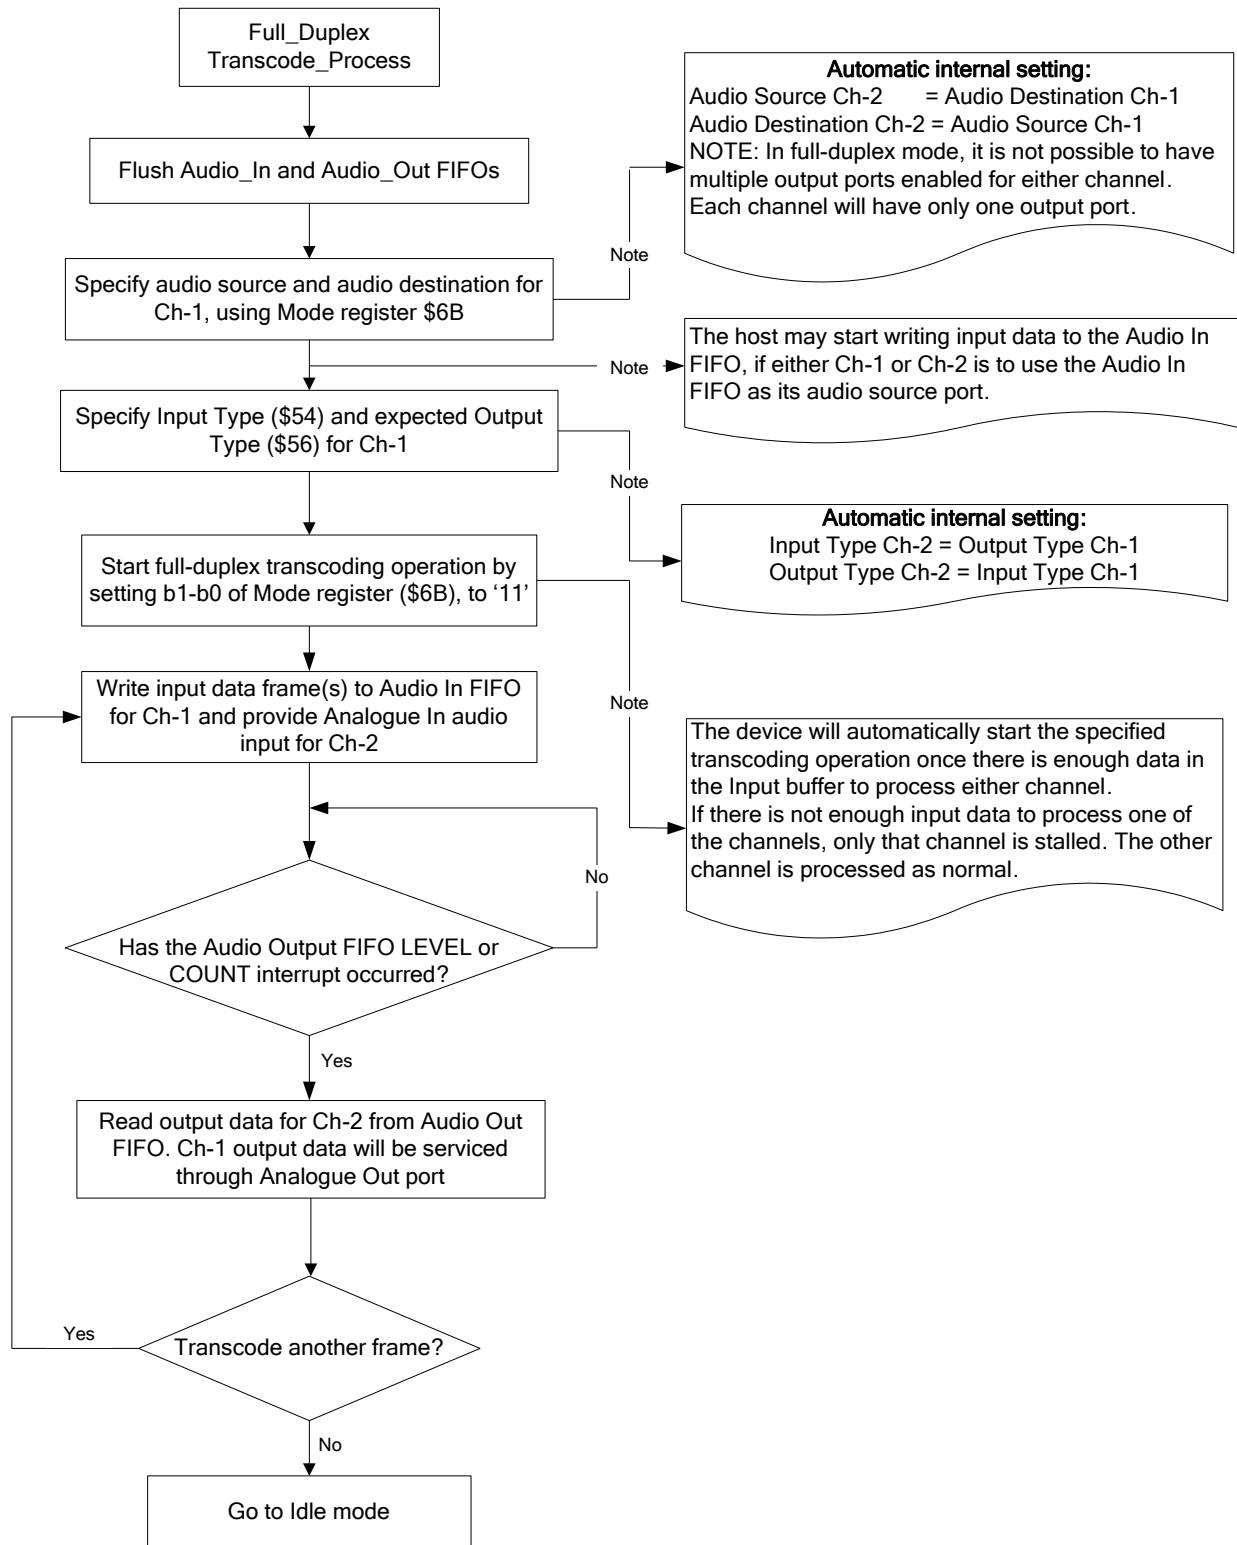 Full_Duplex
Transcode_Process
Automatic internal setting:
Audio Source Ch-2 = Audio Destination Ch-1
Audio Destination Ch-2 = Audio Source Ch-1
NOTE: In full-duplex mode, it is not possible to have
multiple output ports enabled for either channel.
Each channel will have only one output port.
Flush Audio_In and Audio_Out FIFOs
Note
Specify audio source and audio destination for
Ch-1, using Mode register $6B
Note
The host may start writing input data to the Audio In
FIFO, if either Ch-1 or Ch-2 is to use the Audio In
FIFO as its audio source port.
Specify Input Type ($54) and expected Output
Type ($56) for Ch-1
Note
Automatic internal setting:
Input Type Ch-2 = Output Type Ch-1
Output Type Ch-2 = Input Type Ch-1
Start full-duplex transcoding operation by
setting b1-b0 of Mode register ($6B), to ‘11’
Note
Write input data frame(s) to Audio In FIFO
for Ch-1 and provide Analogue In audio
input for Ch-2
The device will automatically start the specified
transcoding operation once there is enough data in
the Input buffer to process either channel.
If there is not enough input data to process one of
the channels, only that channel is stalled. The other
channel is processed as normal.
No
Has the Audio Output FIFO LEVEL or
COUNT interrupt occurred?
Yes
Read output data for Ch-2 from Audio Out
FIFO. Ch-1 output data will be serviced
through Analogue Out port
Yes
Transcode another frame?
No
Go to Idle mode